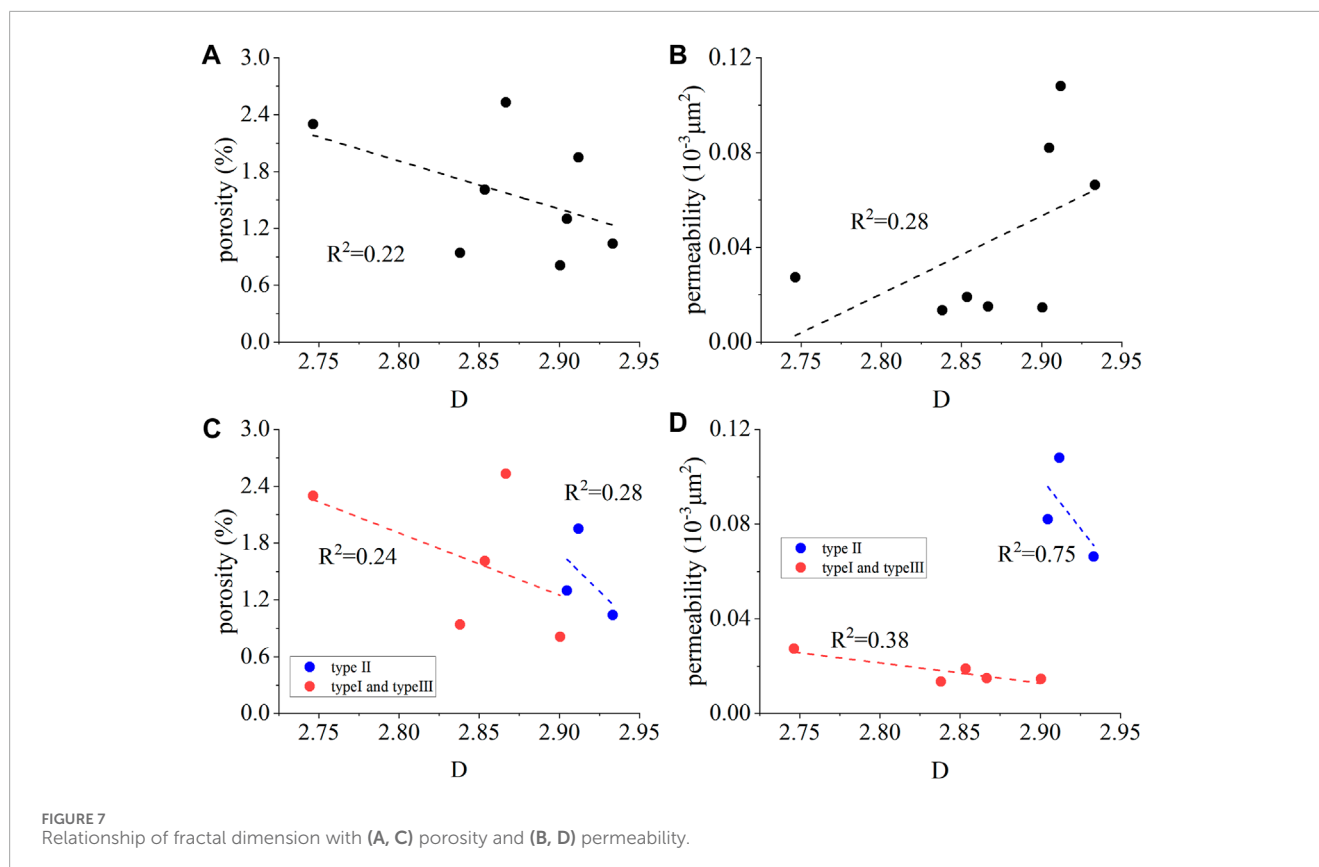 A
3.0
2.4
1.8
1.2
0.6
0.0
porosity (%)
R²=0.22
2.75 2.80 2.85 2.90 2.95
D
B
0.12
0.08
0.04
0.00
permeability (10⁻³μm²)
R²=0.28
2.75 2.80 2.85 2.90 2.95
D
C
3.0
2.4
1.8
1.2
0.6
0.0
porosity (%)
R²=0.28
R²=0.24
type II
typeI and typeIII
2.75 2.80 2.85 2.90 2.95
D
D
0.12
0.08
0.04
0.00
permeability (10⁻³μm²)
R²=0.75
type II
typeI and typeIII
R²=0.38
2.75 2.80 2.85 2.90 2.95
D
FIGURE 7
Relationship of fractal dimension with (A, C) porosity and (B, D) permeability.